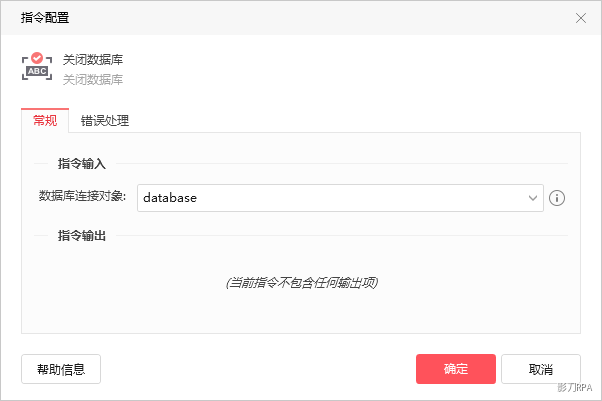 指令配置
ABC
关闭数据库
关闭数据库
常规
错误处理
指令输入
数据库连接对象:
database
指令输出
(当前指令不包含任何输出项)
帮助信息
确定
取消
影刀RPA